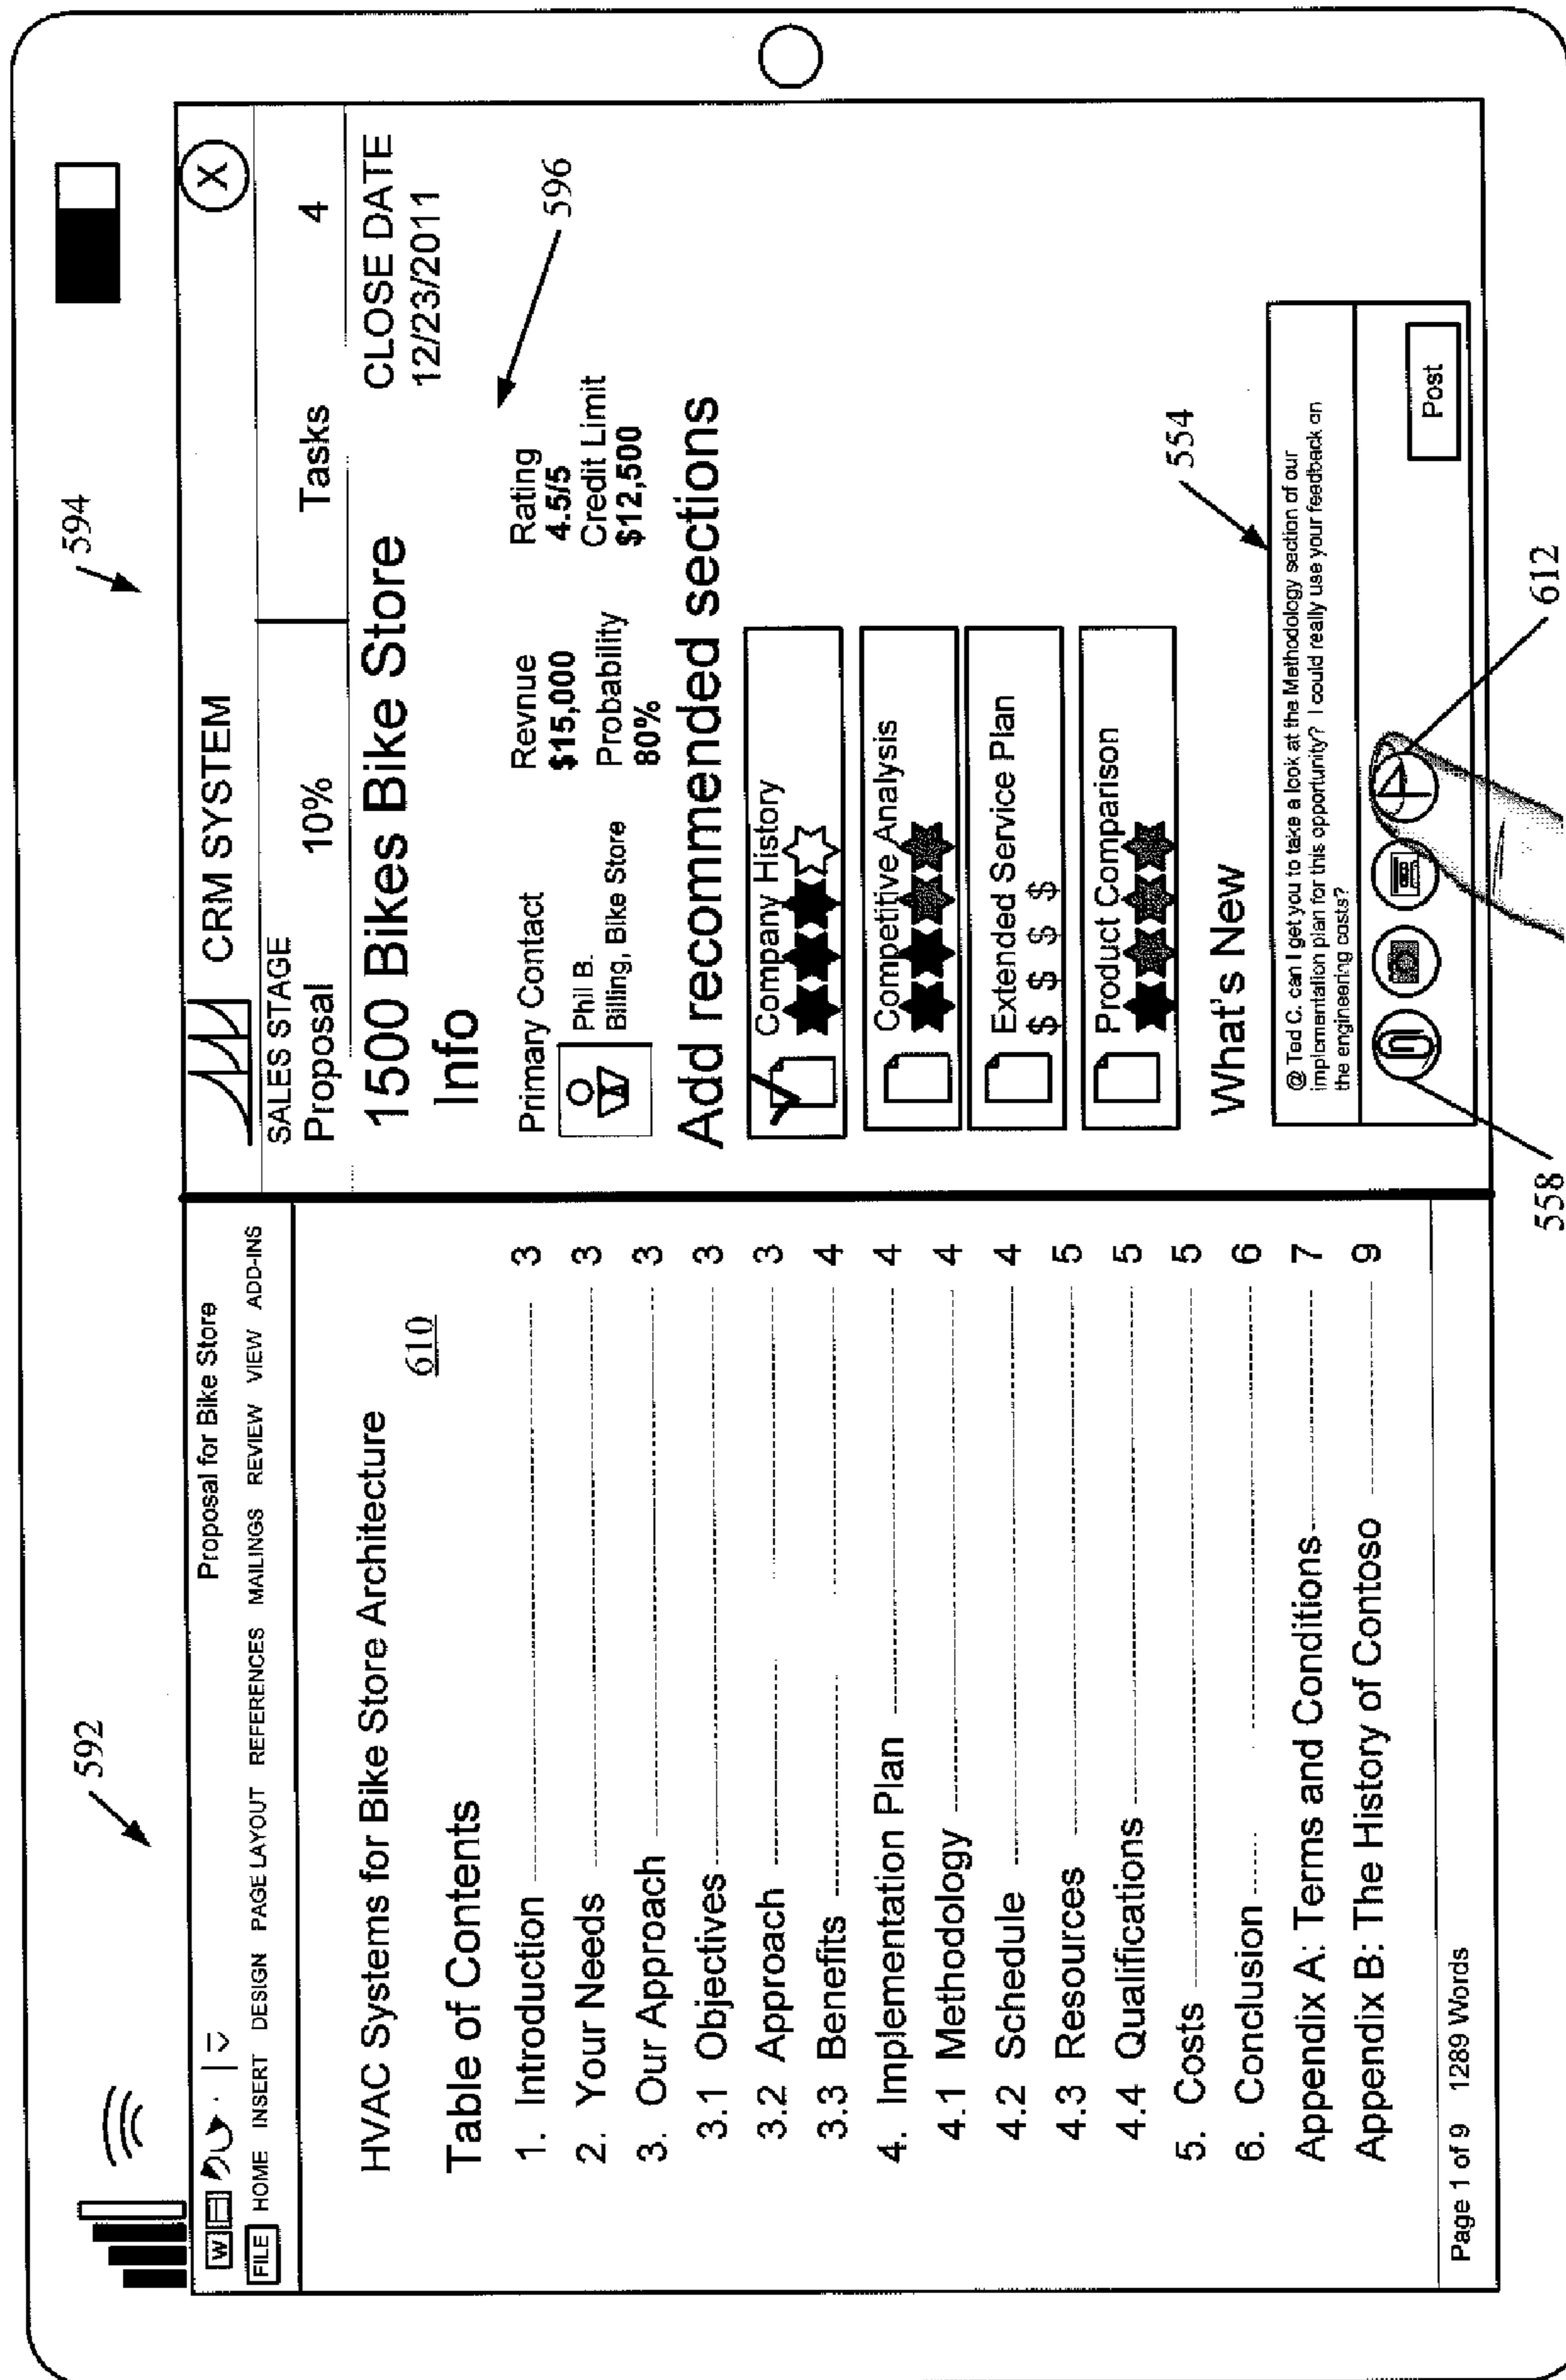 592
594
W
Proposal for Bike Store
FILE HOME INSERT DESIGN PAGE LAYOUT REFERENCES MAILINGS REVIEW VIEW ADD-INS
HVAC Systems for Bike Store Architecture
610
Table of Contents
1. Introduction 3
2. Your Needs 3
3. Our Approach 3
3.1 Objectives 3
3.2 Approach 3
3.3 Benefits 4
4. Implementation Plan 4
4.1 Methodology 4
4.2 Schedule 4
4.3 Resources 5
4.4 Qualifications 5
5. Costs 5
6. Conclusion 6
Appendix A: Terms and Conditions 7
Appendix B: The History of Contoso 9
Page 1 of 9 1289 Words
CRM SYSTEM
X
SALES STAGE
Proposal 10% Tasks 4
1500 Bikes Bike Store
CLOSE DATE
12/23/2011
Info
596
Primary Contact
Phil B.
Billing, Bike Store
Revnue
$15,000
Probability
80%
Rating
4.5/5
Credit Limit
$12,500
Add recommended sections
Company History
Competitive Analysis
Extended Service Plan
$ $ $ $
Product Comparison
What's New
554
@ Ted C. can I get you to take a look at the Methodology section of our
implementation plan for this opportunity? I could really use your feedback on
the engineering costs?
Post
558
612